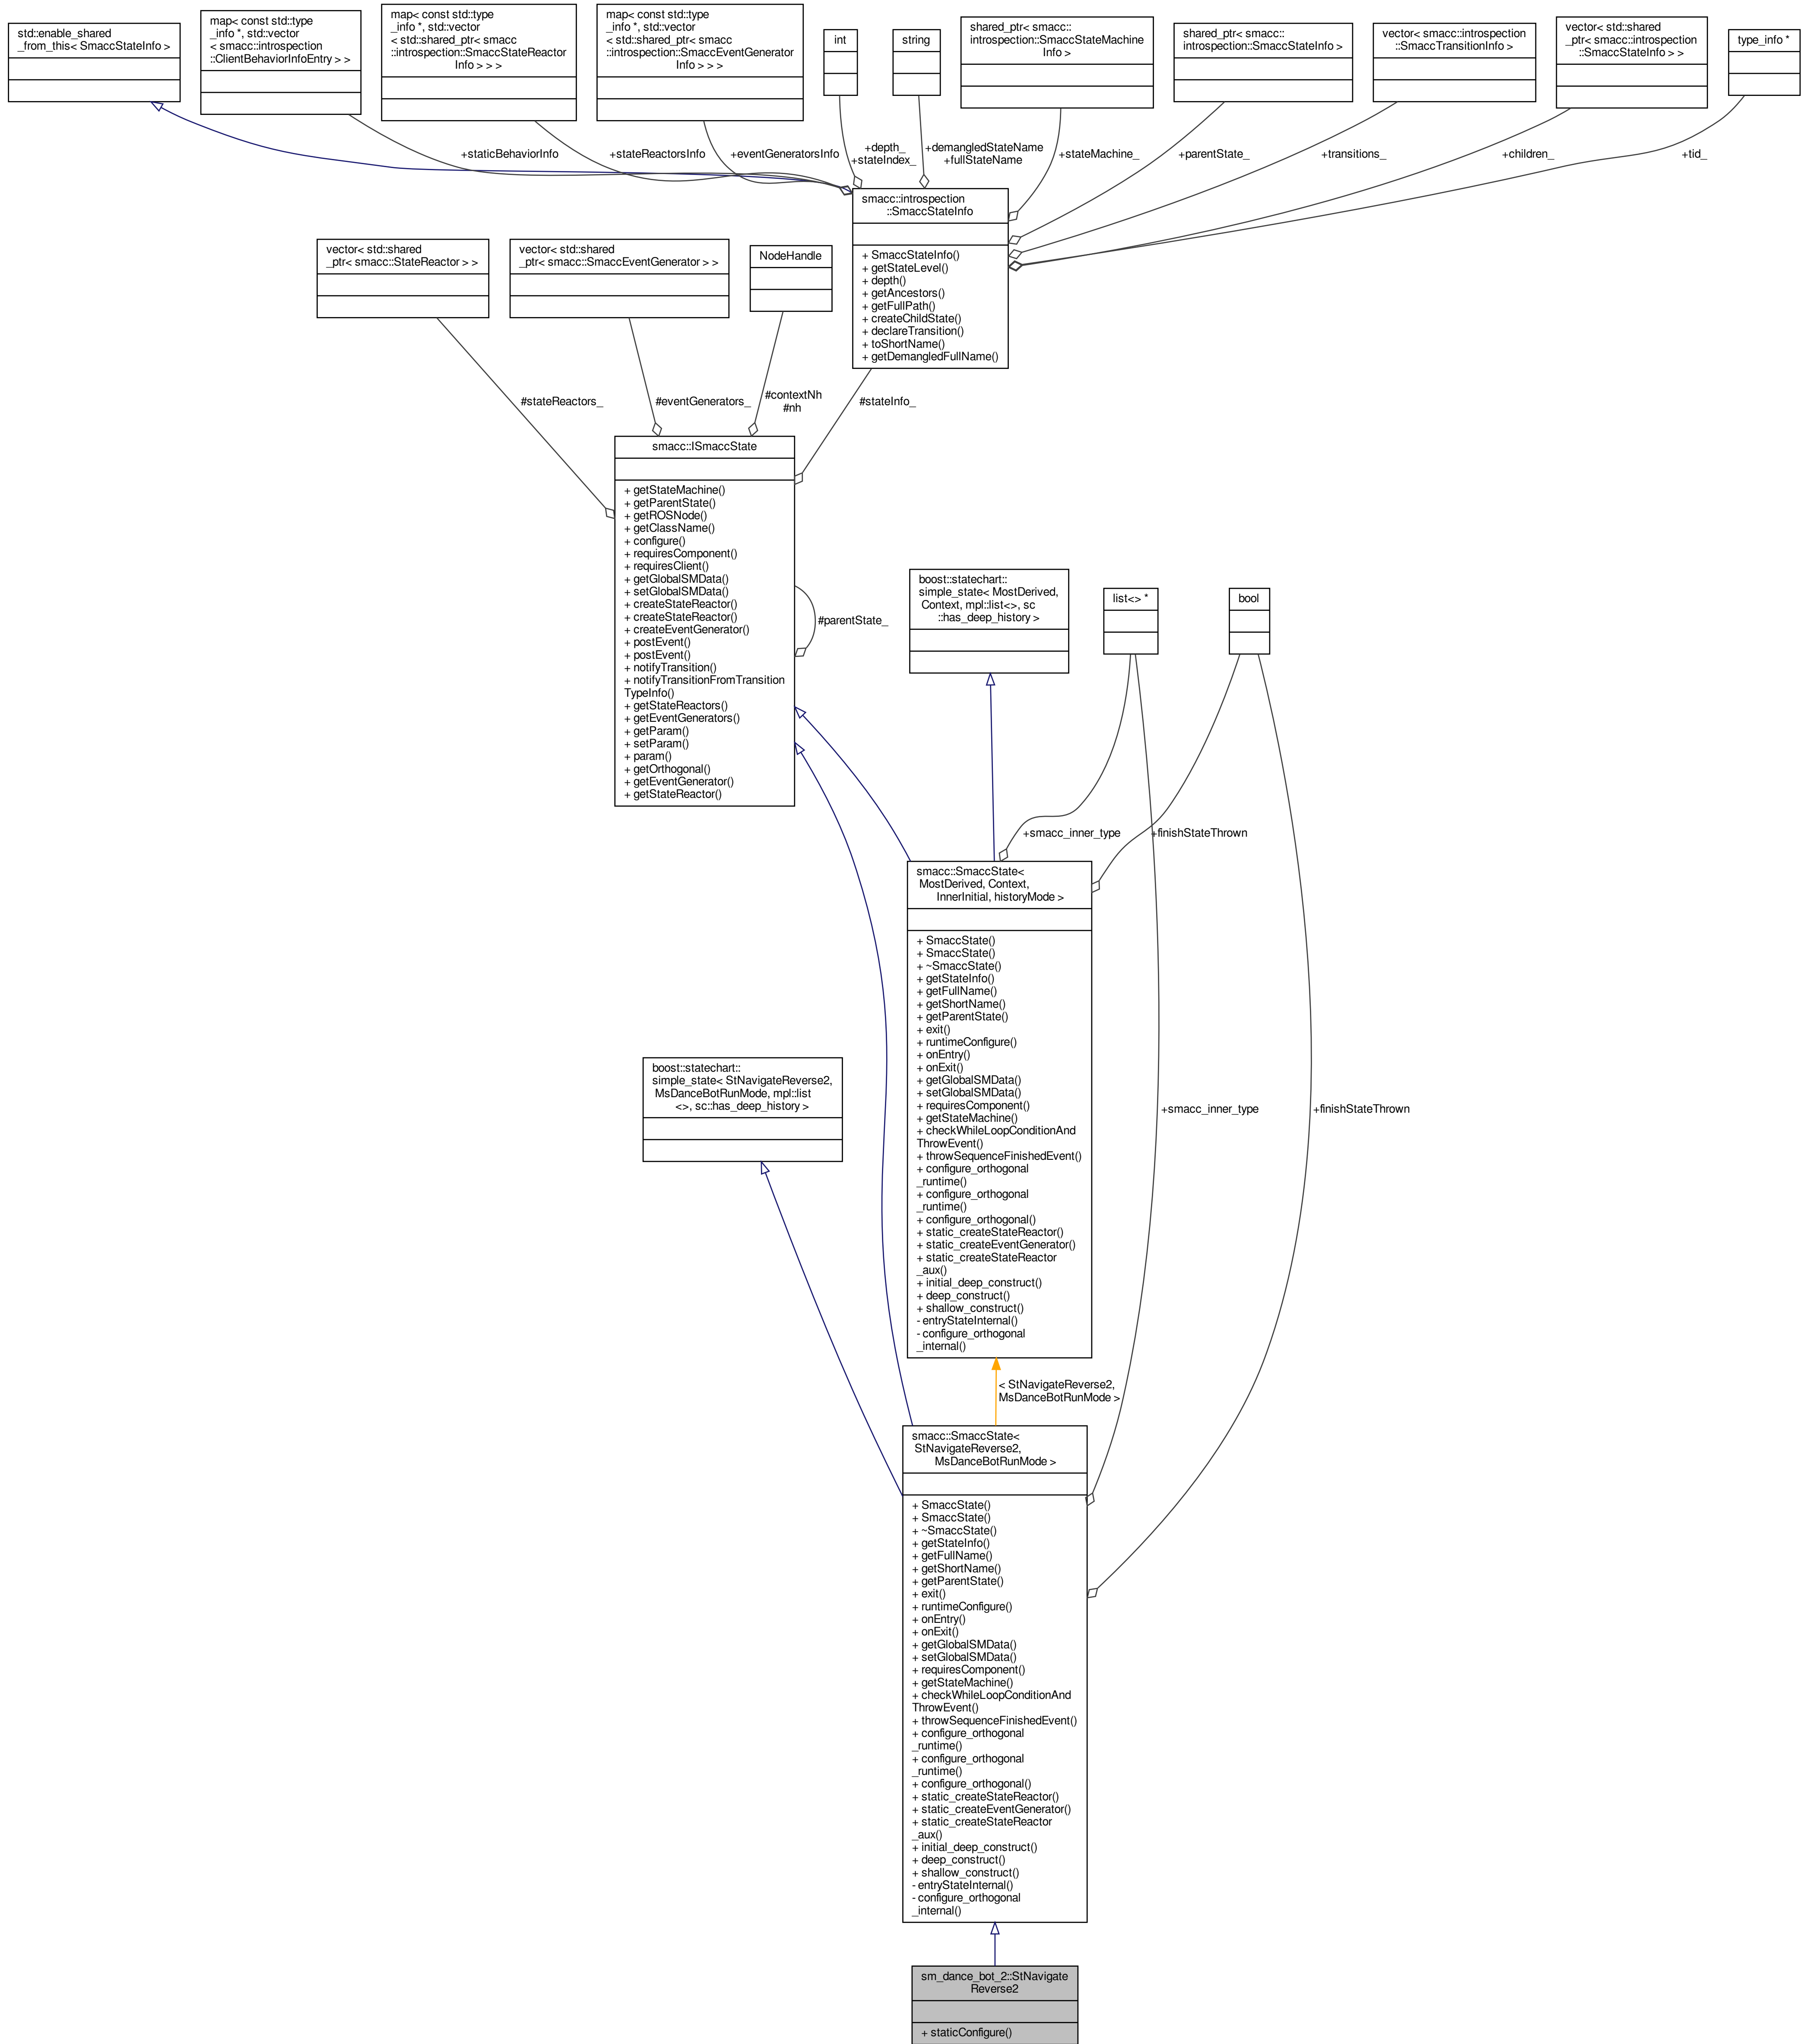 std::enable_shared
_from_this< SmaccStateInfo >
map< const std::type
_info *, std::vector
< smacc::introspection
::ClientBehaviorInfoEntry > >
map< const std::type
_info *, std::vector
< std::shared_ptr< smacc
::introspection::SmaccStateReactor
Info > > >
map< const std::type
_info *, std::vector
< std::shared_ptr< smacc
::introspection::SmaccEventGenerator
Info > > >
int
string
shared_ptr< smacc::
introspection::SmaccStateMachine
Info >
shared_ptr< smacc::
introspection::SmaccStateInfo >
vector< smacc::introspection
::SmaccTransitionInfo >
vector< std::shared
_ptr< smacc::introspection
::SmaccStateInfo > >
type_info *
+staticBehaviorInfo
+stateReactorsInfo
+eventGeneratorsInfo
+depth_
+stateIndex_
+demangledStateName
+fullStateName
+stateMachine_
+parentState_
+transitions_
+children_
+tid_
smacc::introspection
::SmaccStateInfo
+ SmaccStateInfo()
+ getStateLevel()
+ depth()
+ getAncestors()
+ getFullPath()
+ createChildState()
+ declareTransition()
+ toShortName()
+ getDemangledFullName()
vector< std::shared
_ptr< smacc::StateReactor > >
vector< std::shared
_ptr< smacc::SmaccEventGenerator > >
NodeHandle
#stateReactors_
#eventGenerators_
#contextNh
#nh
#stateInfo_
smacc::ISmaccState
+ getStateMachine()
+ getParentState()
+ getROSNode()
+ getClassName()
+ configure()
+ requiresComponent()
+ requiresClient()
+ getGlobalSMData()
+ setGlobalSMData()
+ createStateReactor()
+ createStateReactor()
+ createEventGenerator()
+ postEvent()
+ postEvent()
+ notifyTransition()
+ notifyTransitionFromTransition
TypeInfo()
+ getStateReactors()
+ getEventGenerators()
+ getParam()
+ setParam()
+ param()
+ getOrthogonal()
+ getEventGenerator()
+ getStateReactor()
#parentState_
boost::statechart::
simple_state< MostDerived,
Context, mpl::list<>, sc
::has_deep_history >
list<> *
bool
+smacc_inner_type
+finishStateThrown
smacc::SmaccState<
MostDerived, Context,
InnerInitial, historyMode >
+ SmaccState()
+ SmaccState()
+ ~SmaccState()
+ getStateInfo()
+ getFullName()
+ getShortName()
+ getParentState()
+ exit()
+ runtimeConfigure()
+ onEntry()
+ onExit()
+ getGlobalSMData()
+ setGlobalSMData()
+ requiresComponent()
+ getStateMachine()
+ checkWhileLoopConditionAnd
ThrowEvent()
+ throwSequenceFinishedEvent()
+ configure_orthogonal
_runtime()
+ configure_orthogonal
_runtime()
+ configure_orthogonal()
+ static_createStateReactor()
+ static_createEventGenerator()
+ static_createStateReactor
_aux()
+ initial_deep_construct()
+ deep_construct()
+ shallow_construct()
- entryStateInternal()
- configure_orthogonal
_internal()
boost::statechart::
simple_state< StNavigateReverse2,
MsDanceBotRunMode, mpl::list
<>, sc::has_deep_history >
+smacc_inner_type
+finishStateThrown
< StNavigateReverse2,
MsDanceBotRunMode >
smacc::SmaccState<
StNavigateReverse2,
MsDanceBotRunMode >
+ SmaccState()
+ SmaccState()
+ ~SmaccState()
+ getStateInfo()
+ getFullName()
+ getShortName()
+ getParentState()
+ exit()
+ runtimeConfigure()
+ onEntry()
+ onExit()
+ getGlobalSMData()
+ setGlobalSMData()
+ requiresComponent()
+ getStateMachine()
+ checkWhileLoopConditionAnd
ThrowEvent()
+ throwSequenceFinishedEvent()
+ configure_orthogonal
_runtime()
+ configure_orthogonal
_runtime()
+ configure_orthogonal()
+ static_createStateReactor()
+ static_createEventGenerator()
+ static_createStateReactor
_aux()
+ initial_deep_construct()
+ deep_construct()
+ shallow_construct()
- entryStateInternal()
- configure_orthogonal
_internal()
sm_dance_bot_2::StNavigate
Reverse2
+ staticConfigure()